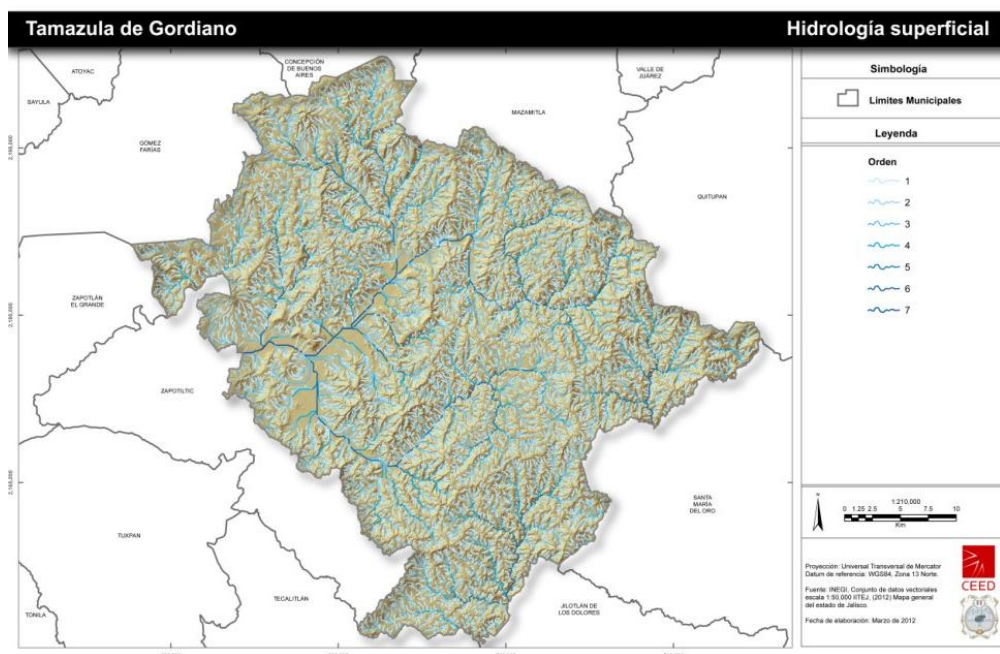 Tamazula de Gordiano
Hidrología superficial
ATOYAC
SAYULA
CONCEPCIÓN
DE BUENOS
AIRES
VALLE DE
JUÁREZ
MAZAMITLA
GÓMEZ
FARÍAS
QUITUPAN
ZAPOTLÁN
EL GRANDE
ZAPOTILTIC
SANTA
MARÍA
DEL ORO
TUXPAN
TECALITLÁN
TONILA
JILOTLÁN DE
LOS DOLORES
Simbología
Límites Municipales
Leyenda
Orden
1
2
3
4
5
6
7
N
1:210,000
0 1.25 2.5 5 7.5 10
Km
Proyección: Universal Transversal de Mercator
Datum de referencia: WGS84, Zona 13 Norte.
Fuente: INEGI, Conjunto de datos vectoriales
escala 1:50,000 IITEJ, (2012) Mapa general
del estado de Jalisco.
Fecha de elaboración: Marzo de 2012
CEED